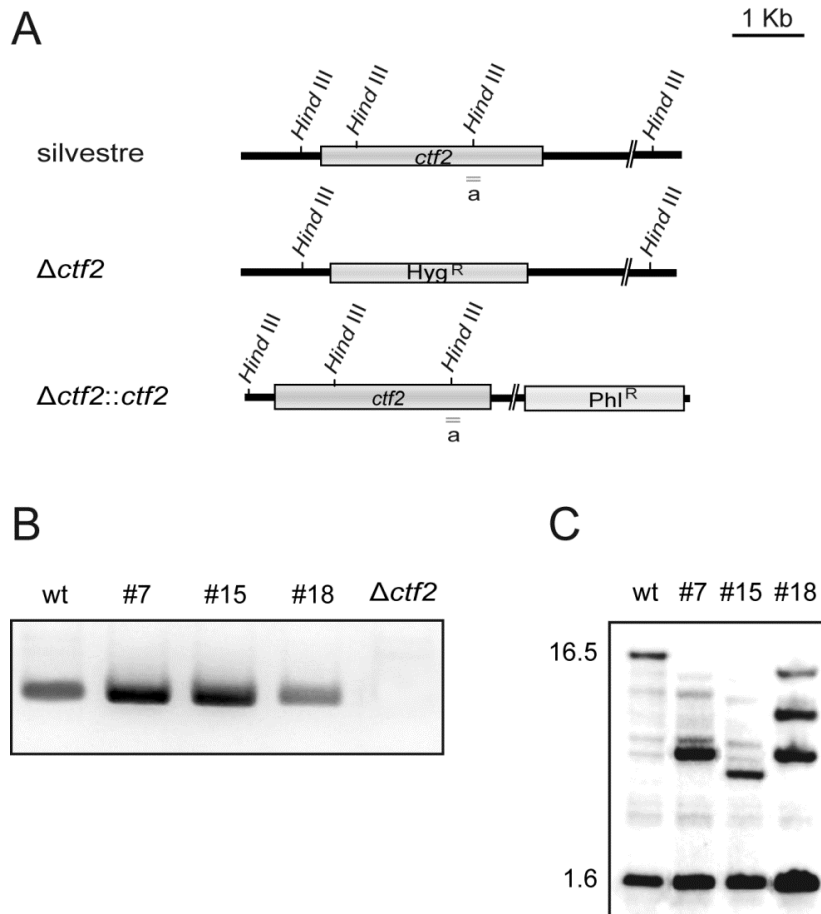 A
1 Kb
Hind III
Hind III
Hind III
Hind III
silvestre
ctf2
a
Hind III
Hind III
Δctf2
Hyg R
Hind III
Hind III
Hind III
Δctf2::ctf2
ctf2
Phl R
a
B
wt #7 #15 #18 Δctf2
C
wt #7 #15 #18
16.5
1.6